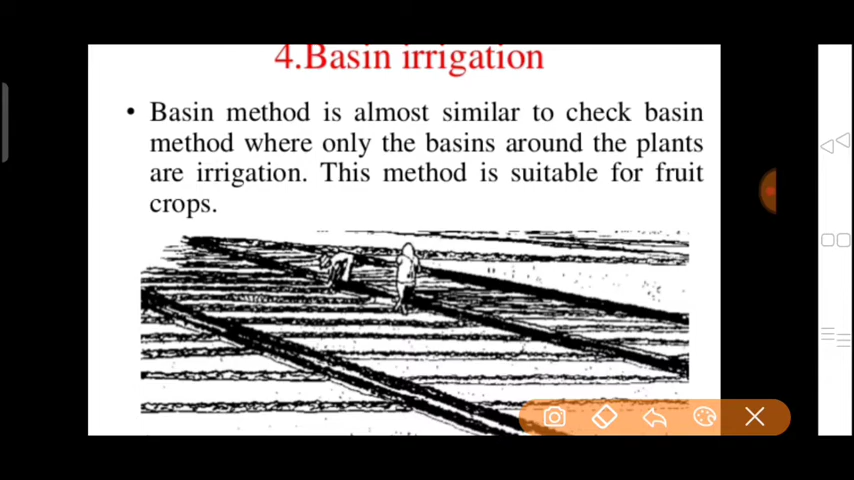 4.Basin irrigation
• Basin method is almost similar to check basin
method where only the basins around the plants
are irrigation. This method is suitable for fruit
crops.